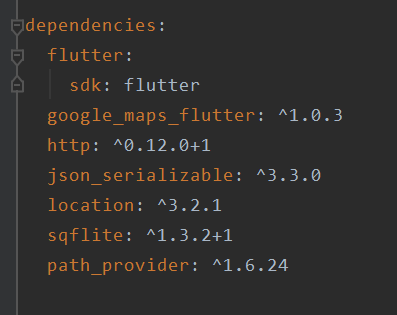 dependencies:
  flutter:
    sdk: flutter
  google_maps_flutter: ^1.0.3
  http: ^0.12.0+1
  json_serializable: ^3.3.0
  location: ^3.2.1
  sqflite: ^1.3.2+1
  path_provider: ^1.6.24